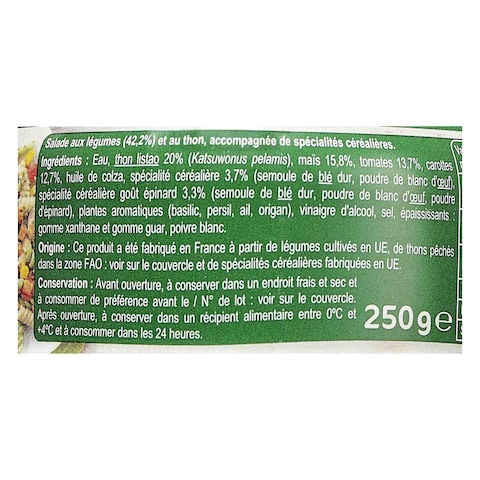 Salade aux légumes (42,2%) et au thon, accompagnée de spécialités céréalières.
Ingrédients : Eau, thon listao 20% (Katsuwonus pelamis), maïs 15,8%, tomates 13,7%, carottes
12,7%, huile de colza, spécialité céréalière 3,7% (semoule de blé dur, poudre de blanc d'œuf),
spécialité céréalière goût épinard 3,3% (semoule de blé dur, poudre de blanc d'œuf, poudre
d'épinard), plantes aromatiques (basilic, persil, ail, origan), vinaigre d'alcool, sel, épaississants :
gomme xanthane et gomme guar, poivre blanc.
Origine : Ce produit a été fabriqué en France à partir de légumes cultivés en UE, de thons pêchés
dans la zone FAO : voir sur le couvercle et de spécialités céréalières fabriquées en UE.
Conservation : Avant ouverture, à conserver dans un endroit frais et sec et
à consommer de préférence avant le / N° de lot : voir sur le couvercle.
Après ouverture, à conserver dans un récipient alimentaire entre 0°C et
+4°C et à consommer dans les 24 heures.
250g℮